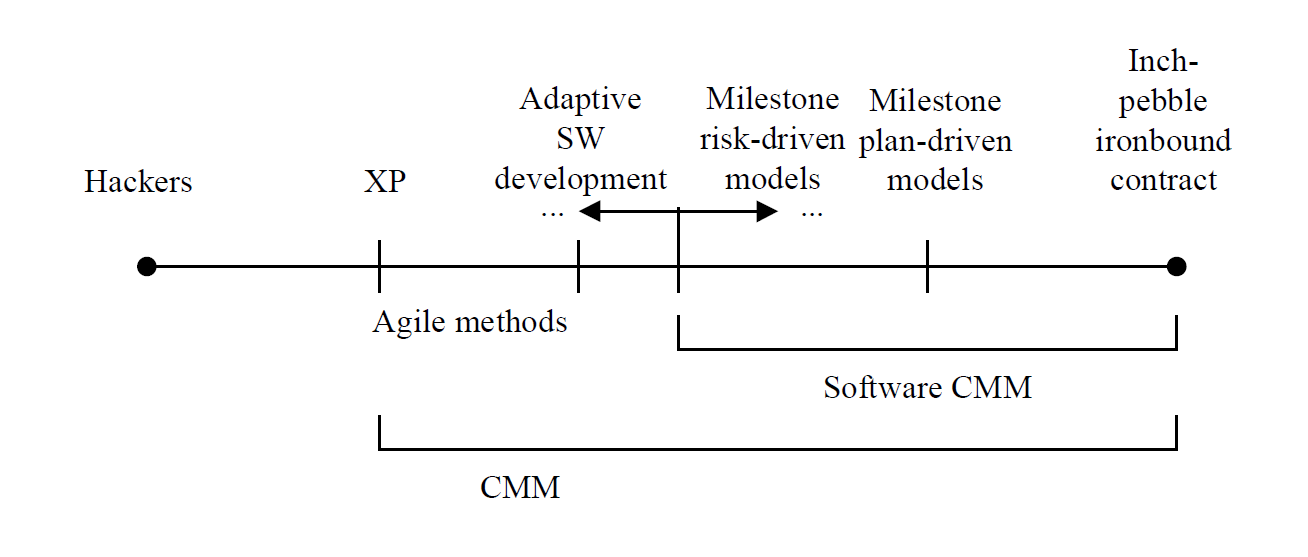 Hackers
XP
Adaptive
SW
development
...
Milestone
risk-driven
models
...
Milestone
plan-driven
models
Inch-
pebble
ironbound
contract
Agile methods
Software CMM
CMM